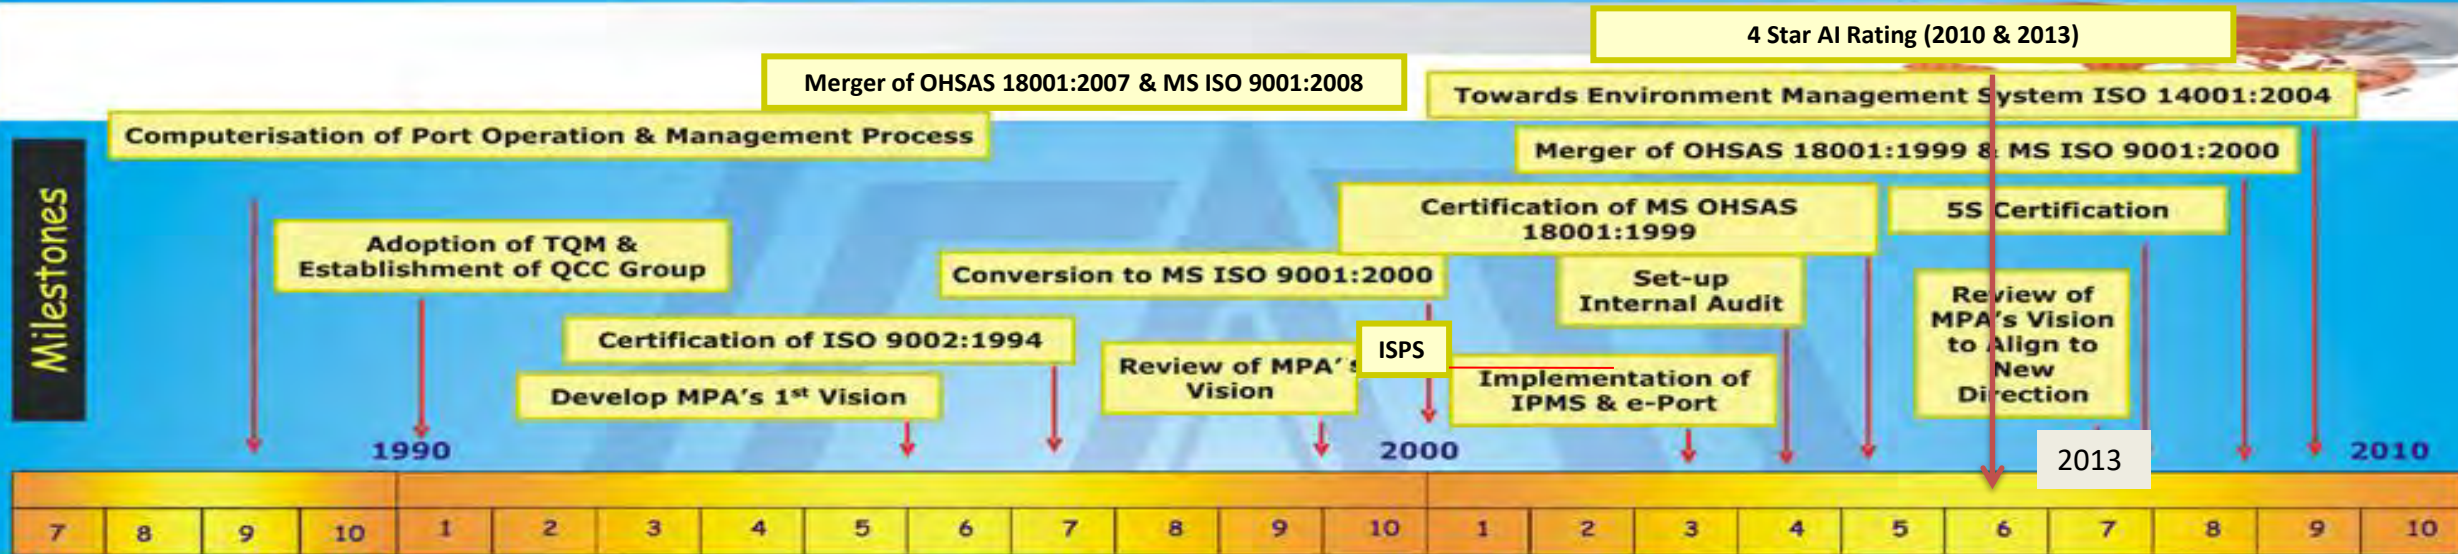 4 Star AI Rating (2010 & 2013)
Merger of OHSAS 18001:2007 & MS ISO 9001:2008
Towards Environment Management System ISO 14001:2004
Computerisation of Port Operation & Management Process
Merger of OHSAS 18001:1999 & MS ISO 9001:2000
Milestones
Certification of MS OHSAS
18001:1999
5S Certification
Adoption of TQM &
Establishment of QCC Group
Conversion to MS ISO 9001:2000
Set-up
Internal Audit
Review of
MPA's Vision
to Align to
New
Direction
Certification of ISO 9002:1994
ISPS
Review of MPA's
Vision
Implementation of
IPMS & e-Port
Develop MPA's 1st Vision
1990
2000
2013
2010
7 8 9 10 1 2 3 4 5 6 7 8 9 10 1 2 3 4 5 6 7 8 9 10